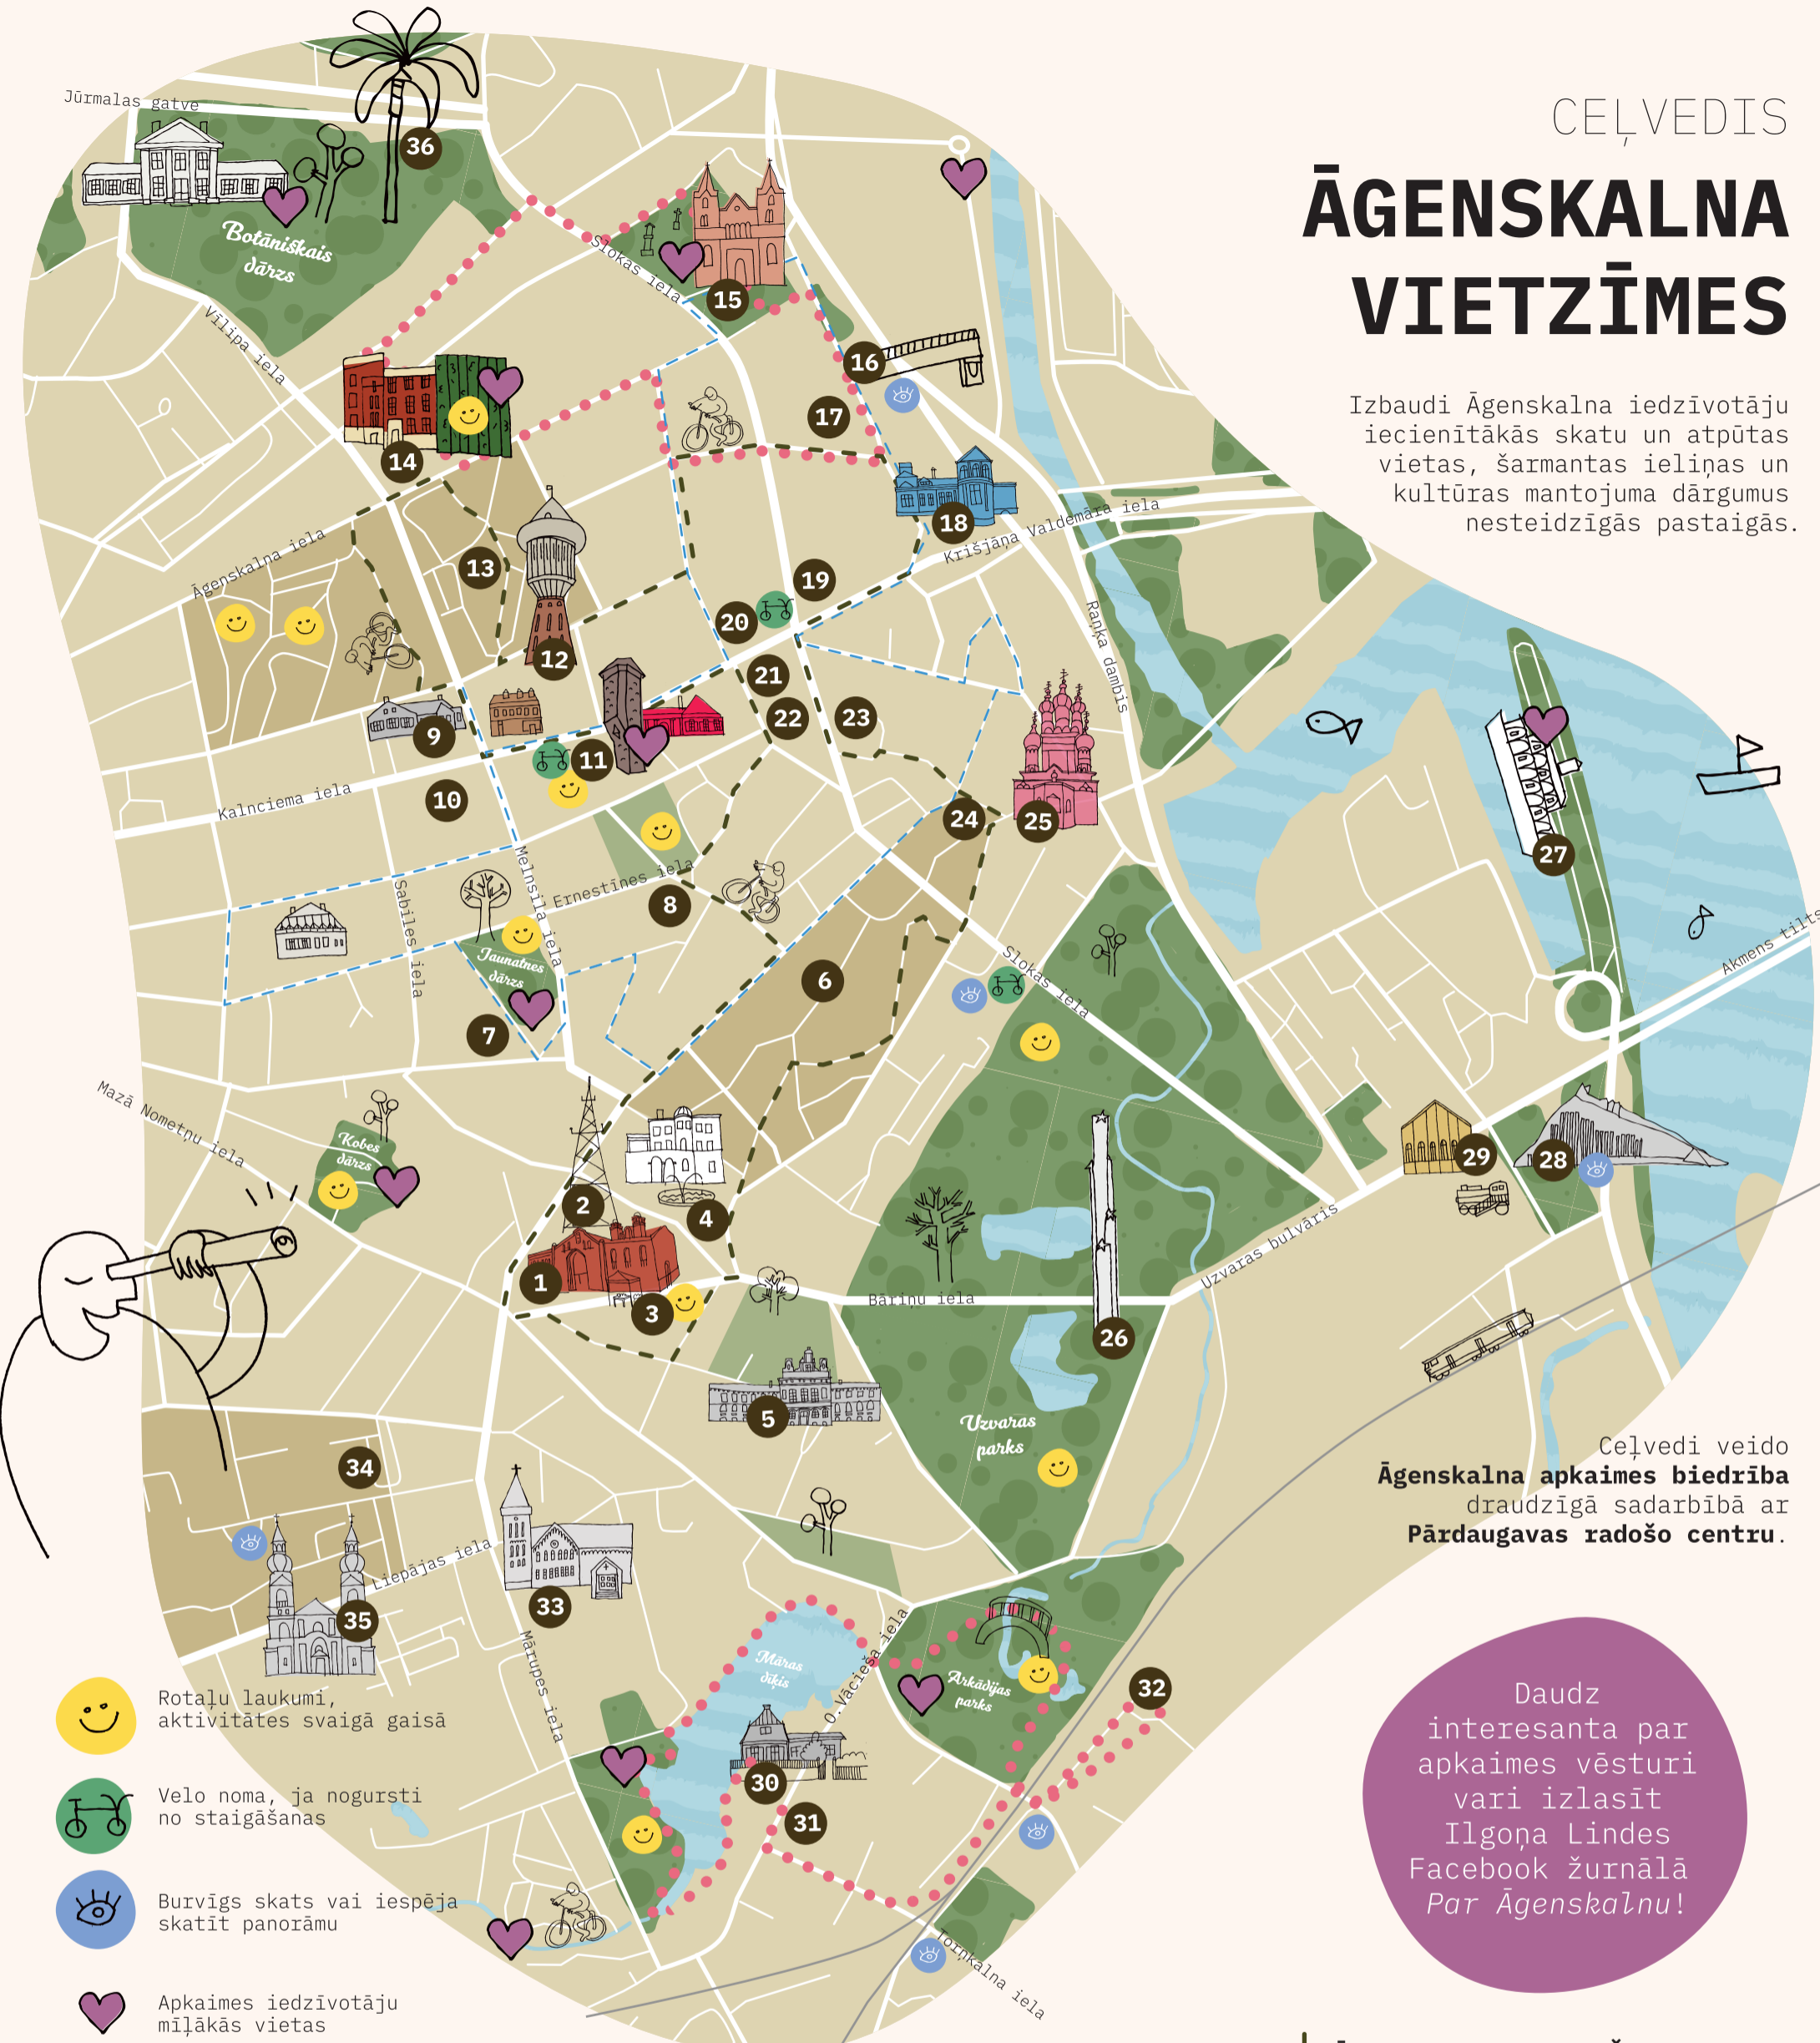 CEĻVEDIS
ĀGENSKALNA
VIETZĪMES
Izbaudi Āgenskalna iedzīvotāju
iecienītākās skatu un atpūtas
vietas, šarmantas ieliņas un
kultūras mantojuma dārgumus
nesteidzīgās pastaigās.
Jūrmalas gatve
36
Botāniskais
dārzs
Slokas iela
15
Vīlipa iela
16
17
14
18
Krišjāņa Valdemāra iela
Āgenskalna iela
13
19
20
Raņķa dambis
12
21
22
23
9
11
10
Kalnciema iela
24
25
27
Melnsila iela
Ernestīnes iela
Sabiles iela
8
Akmens tilts
Jaunatnes
dārzs
Slokas iela
6
7
Mazā Nometņu iela
Kobes
dārzs
29
28
2
4
Uzvaras bulvāris
1
3
Bāriņu iela
26
5
Uzvaras
parks
34
Ceļvedi veido
Āgenskalna apkaimes biedrība
draudzīgā sadarbībā ar
Pārdaugavas radošo centru.
Liepājas iela
35
33
Mārupes iela
Māras
dīķis
O. Vācieša iela
Arkādijas
parks
32
30
31
Torņkalna iela
Rotaļu laukumi,
aktivitātes svaigā gaisā
Velo noma, ja nogursti
no staigāšanas
Burvīgs skats vai iespēja
skatīt panorāmu
Apkaimes iedzīvotāju
mīļākās vietas
Daudz
interesanta par
apkaimes vēsturi
vari izlasīt
Ilgoņa Lindes
Facebook žurnālā
Par Āgenskalnu!